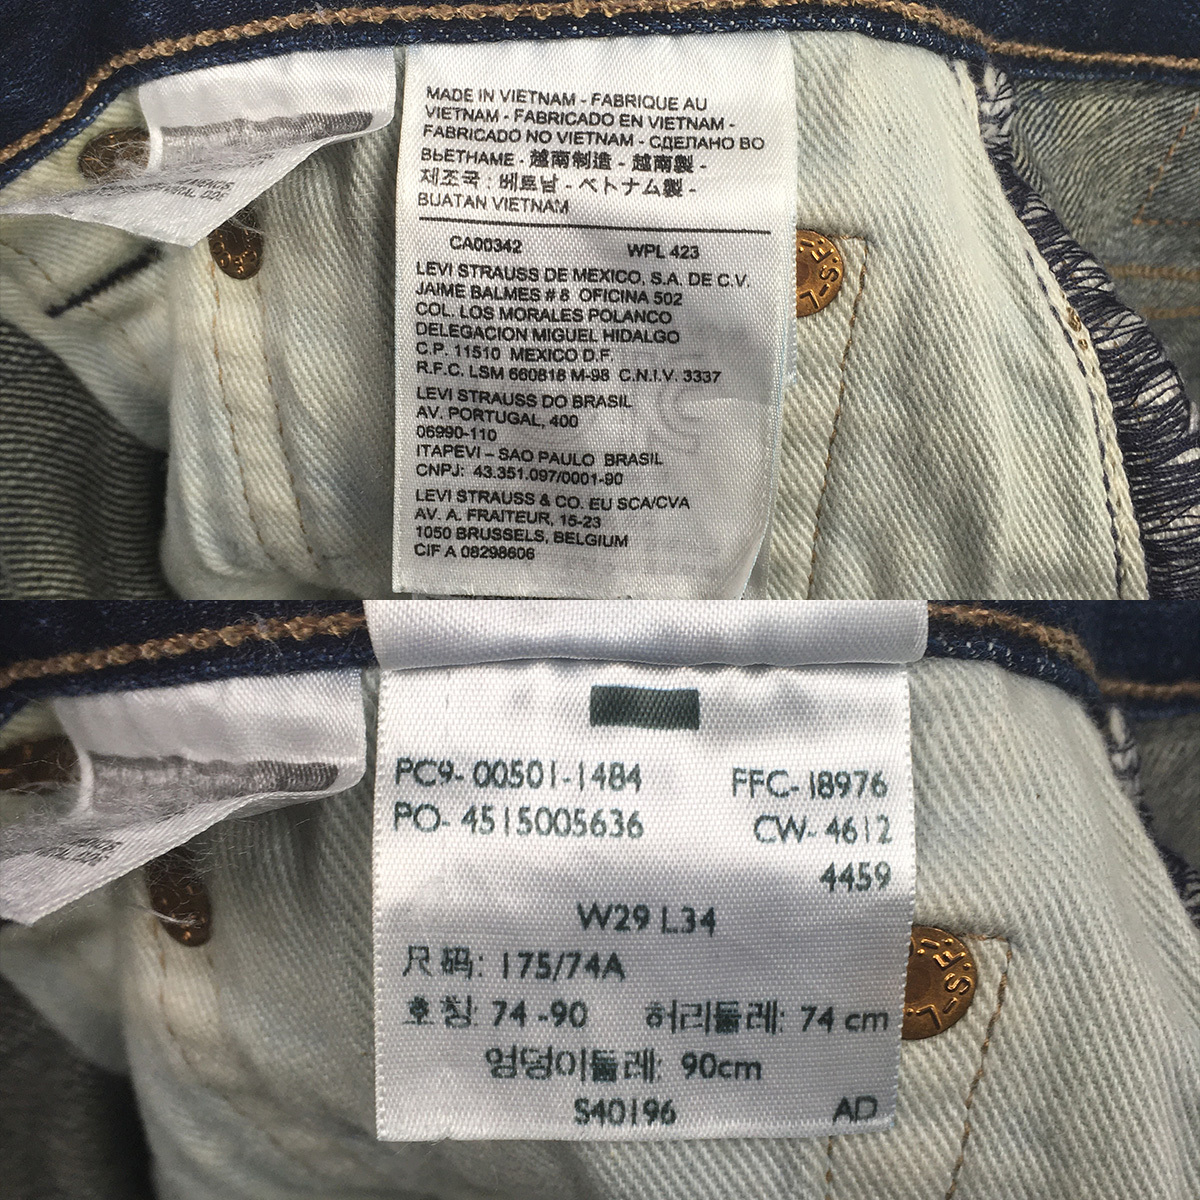 MADE IN VIETNAM - FABRIQUE AU
VIETNAM - FABRICADO EN VIETNAM -
FABRICADO NO VIETNAM - СДЕЛАНО ВО
ВЬЕТНАМЕ - 越南制造 - 越南製 -
제조국 : 베트남 - ベトナム製 -
BUATAN VIETNAM
CA00342 WPL 423
LEVI STRAUSS DE MEXICO, S.A. DE C.V.
JAIME BALMES # 8 OFICINA 502
COL. LOS MORALES POLANCO
DELEGACION MIGUEL HIDALGO
C.P. 11510 MEXICO D.F.
R.F.C. LSM 660818 M-98 C.N.I.V. 3337
LEVI STRAUSS DO BRASIL
AV. PORTUGAL, 400
06990-110
ITAPEVI – SAO PAULO BRASIL
CNPJ: 43.351.097/0001-90
LEVI STRAUSS & CO. EU SCA/CVA
AV. A. FRAITEUR, 15-23
1050 BRUSSELS, BELGIUM
CIF A 08298606
PC9- 00501-1484 FFC- 18976
PO- 4515005636 CW- 4612
4459
W29 L34
尺码: 175/74A
호칭: 74 -90 허리둘레: 74 cm
엉덩이둘레: 90cm
S40196 AD